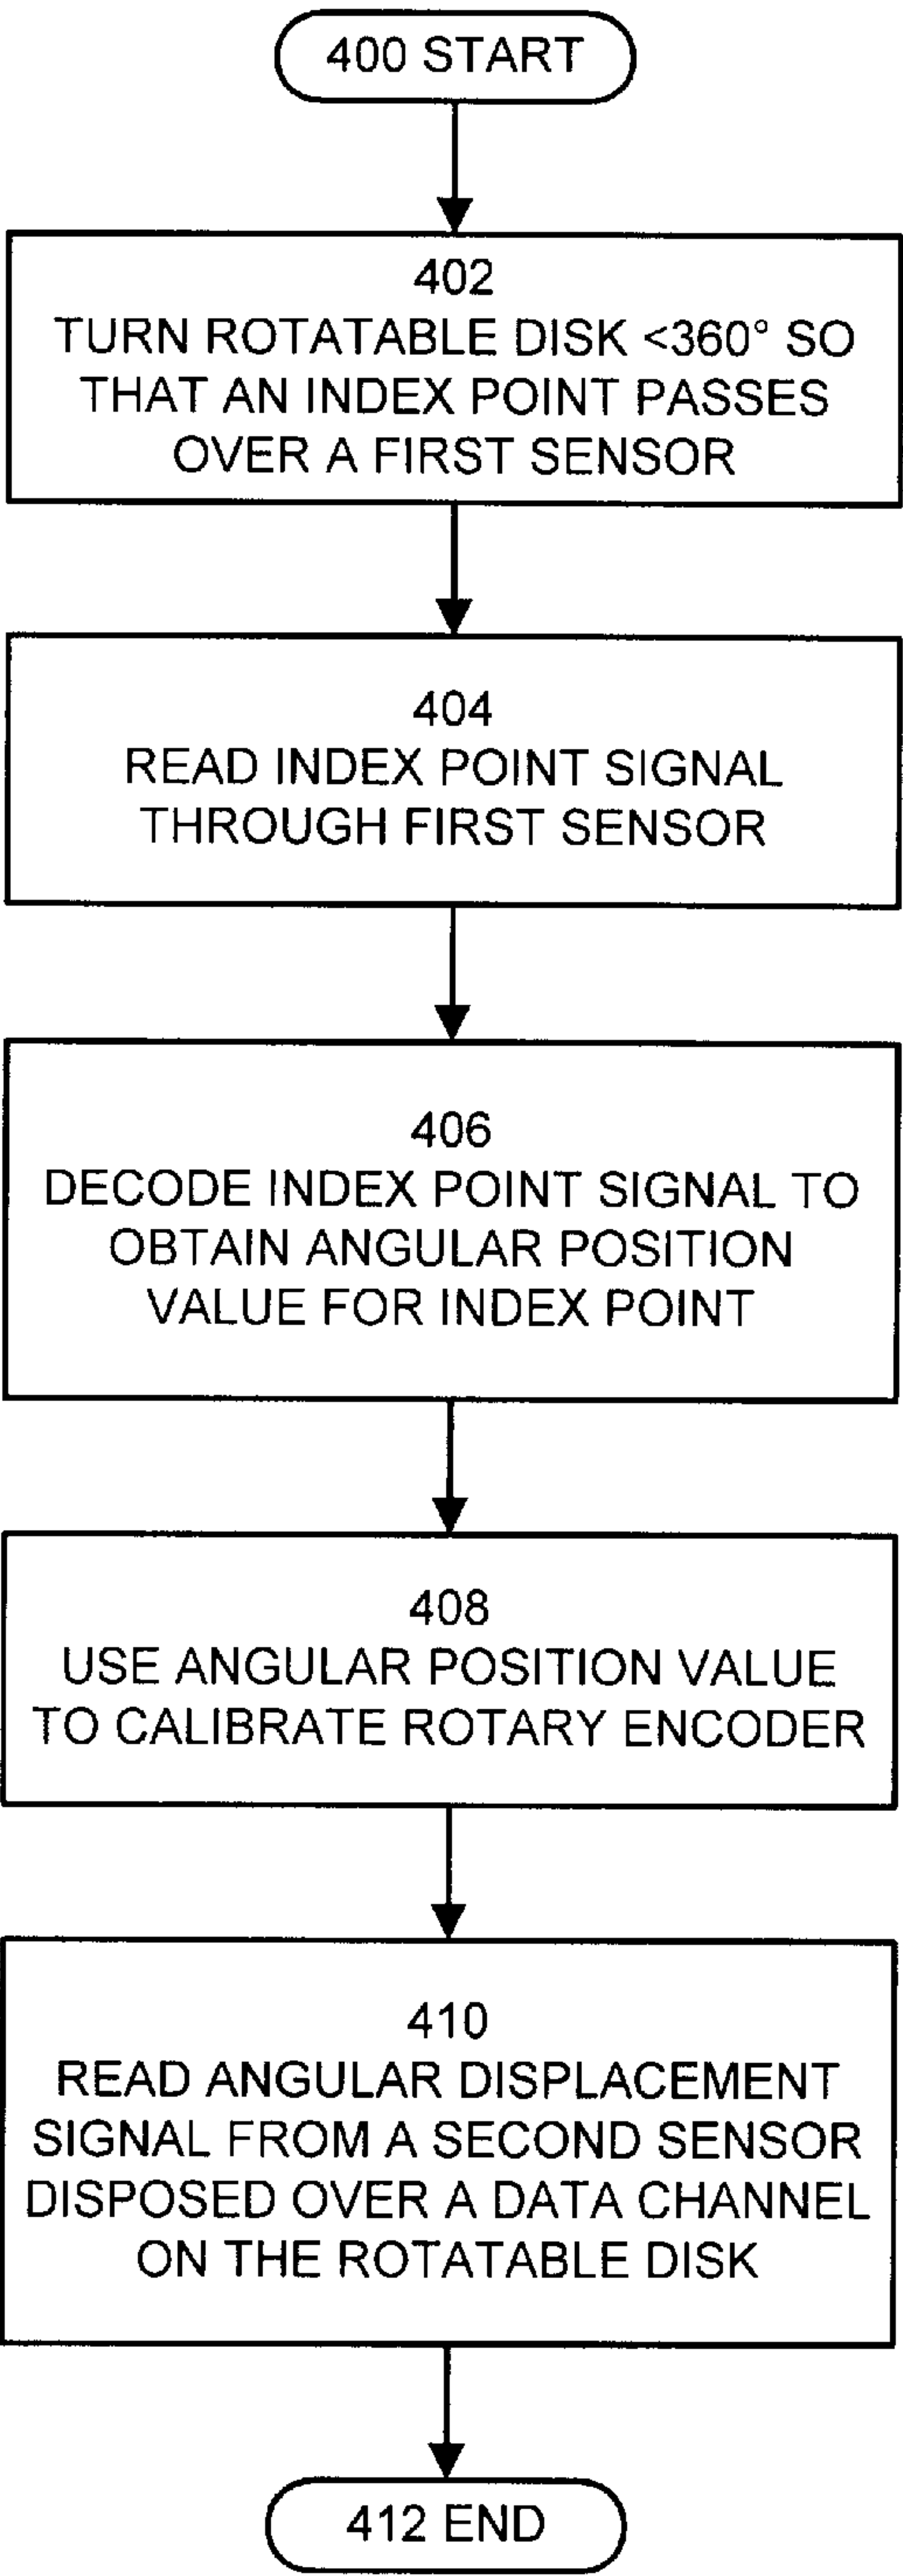 400 START
402
TURN ROTATABLE DISK <360° SO
THAT AN INDEX POINT PASSES
OVER A FIRST SENSOR
404
READ INDEX POINT SIGNAL
THROUGH FIRST SENSOR
406
DECODE INDEX POINT SIGNAL TO
OBTAIN ANGULAR POSITION
VALUE FOR INDEX POINT
408
USE ANGULAR POSITION VALUE
TO CALIBRATE ROTARY ENCODER
410
READ ANGULAR DISPLACEMENT
SIGNAL FROM A SECOND SENSOR
DISPOSED OVER A DATA CHANNEL
ON THE ROTATABLE DISK
412 END